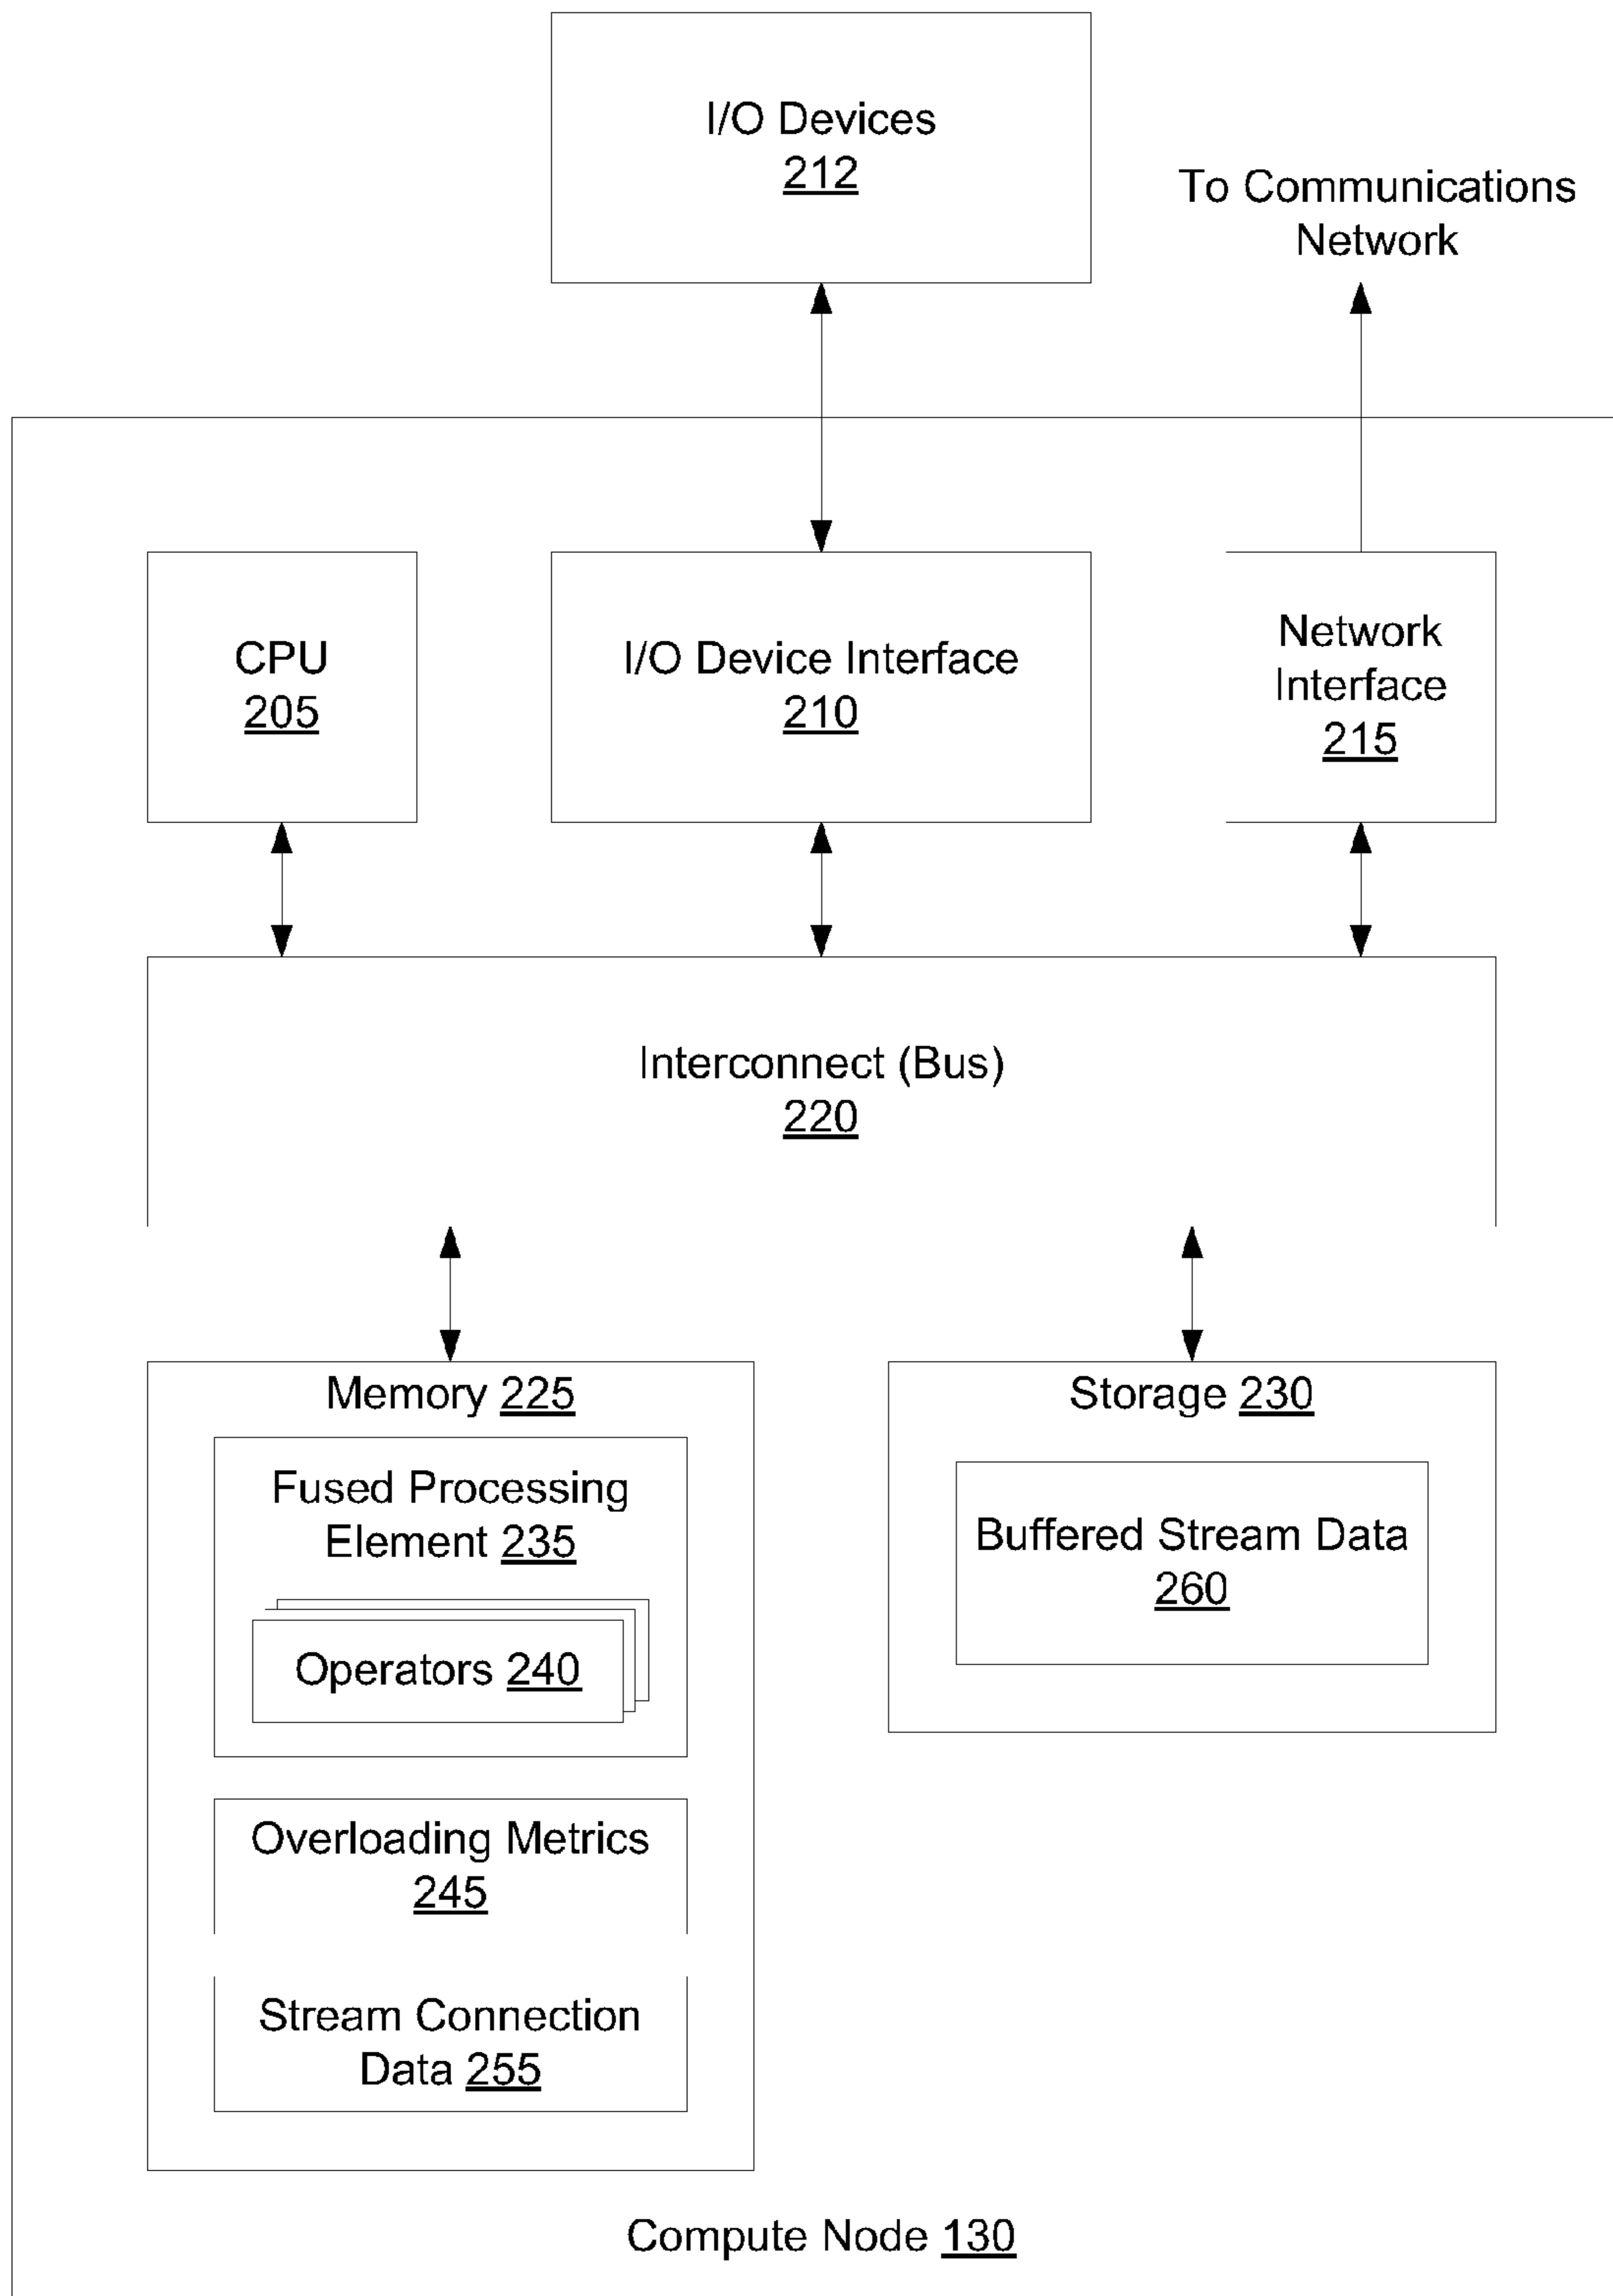 I/O Devices
212
To Communications
Network
CPU
205
I/O Device Interface
210
Network
Interface
215
Interconnect (Bus)
220
Memory 225
Fused Processing
Element 235
Operators 240
Overloading Metrics
245
Stream Connection
Data 255
Storage 230
Buffered Stream Data
260
Compute Node 130